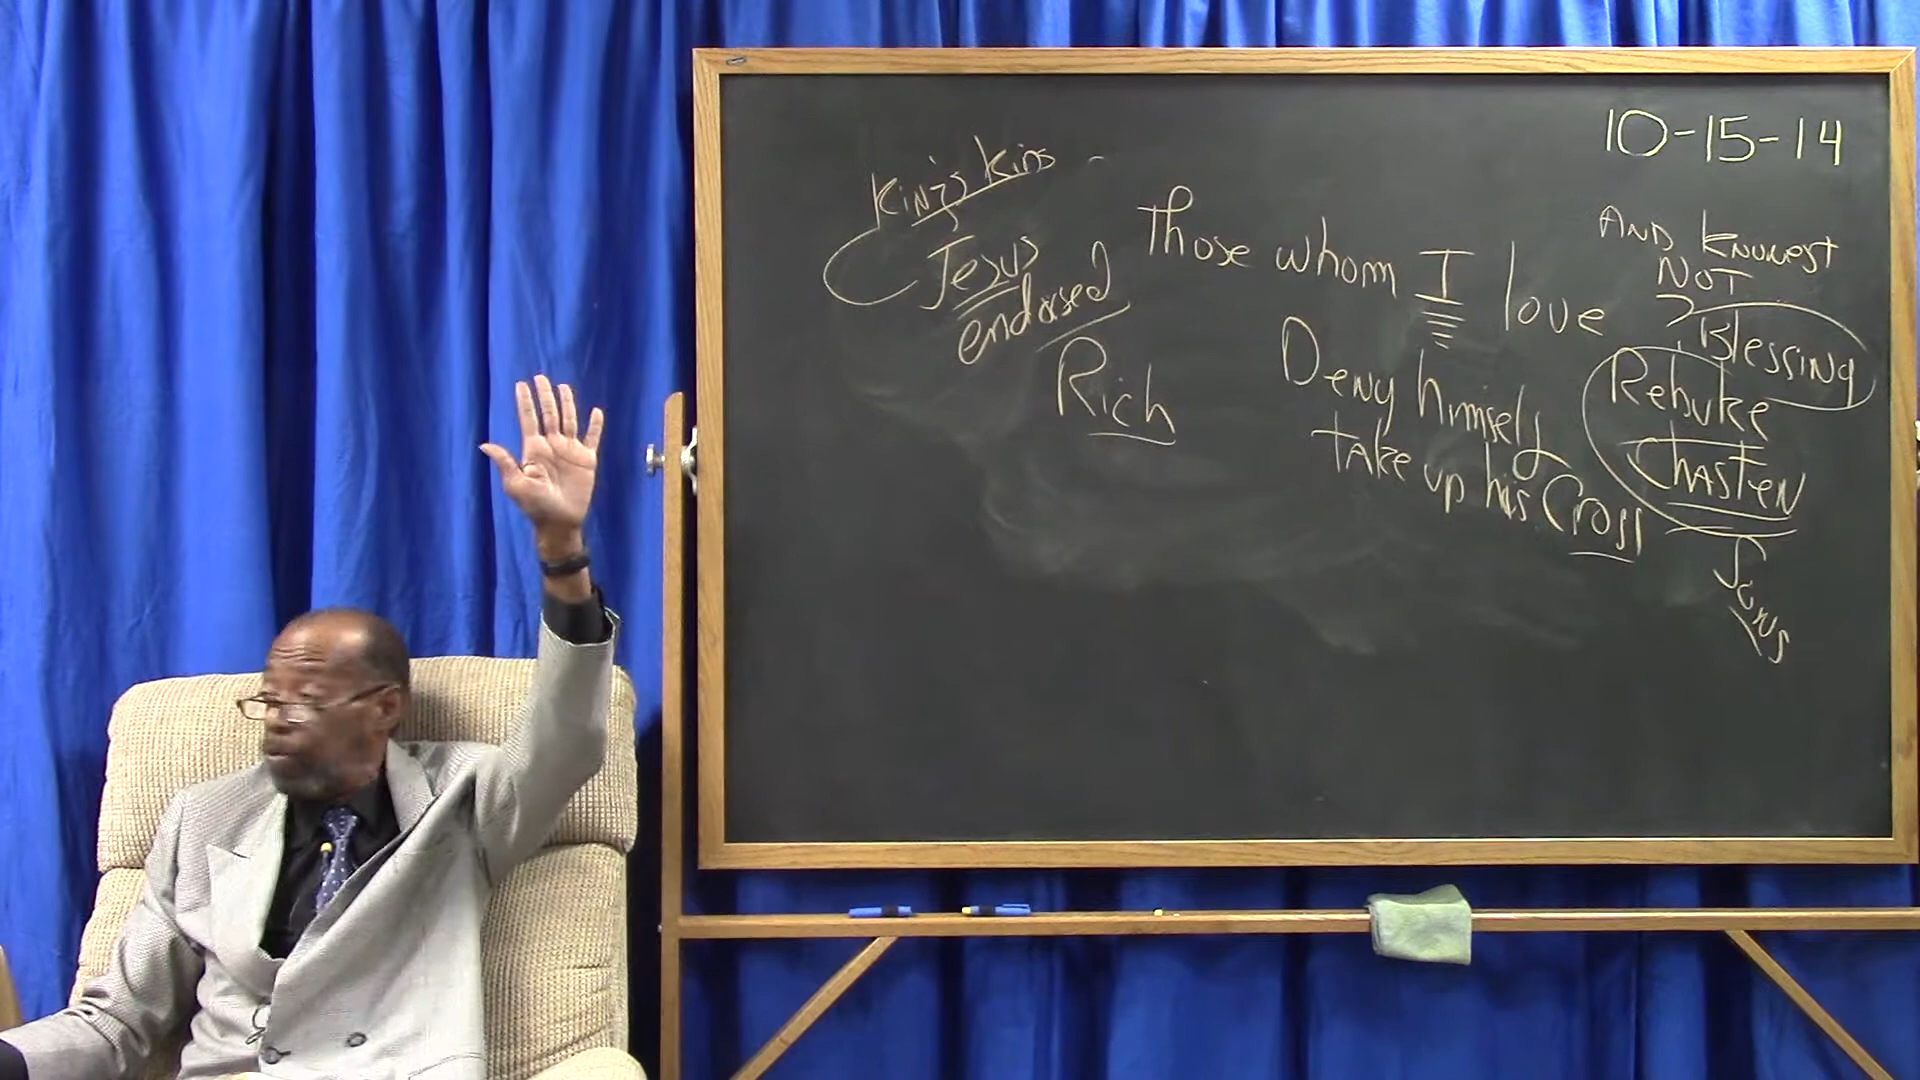 10-15-14
King's Kids -
Jesus
endorsed
Rich
Those whom I love
Deny himself
take up his Cross
AND KNOWEST
NOT
Blessing
Rebuke
Chasten
Jesus